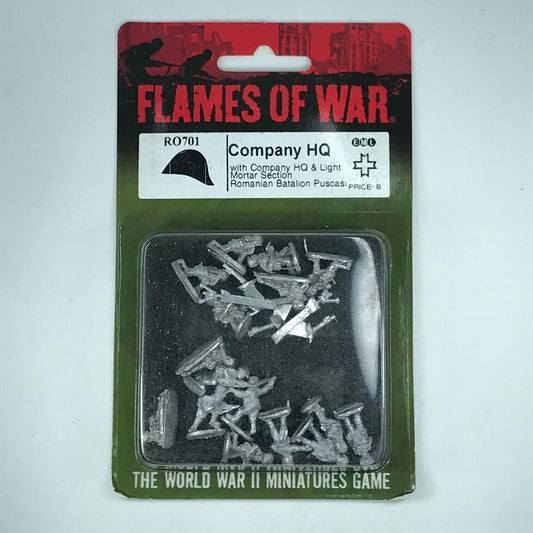 FLAMES OF WAR
RO701
Company HQ
with Company HQ & Light
Mortar Section
Romanian Batalion Puscasi
EML
PRICE- B
THE WORLD WAR II MINIATURES GAME